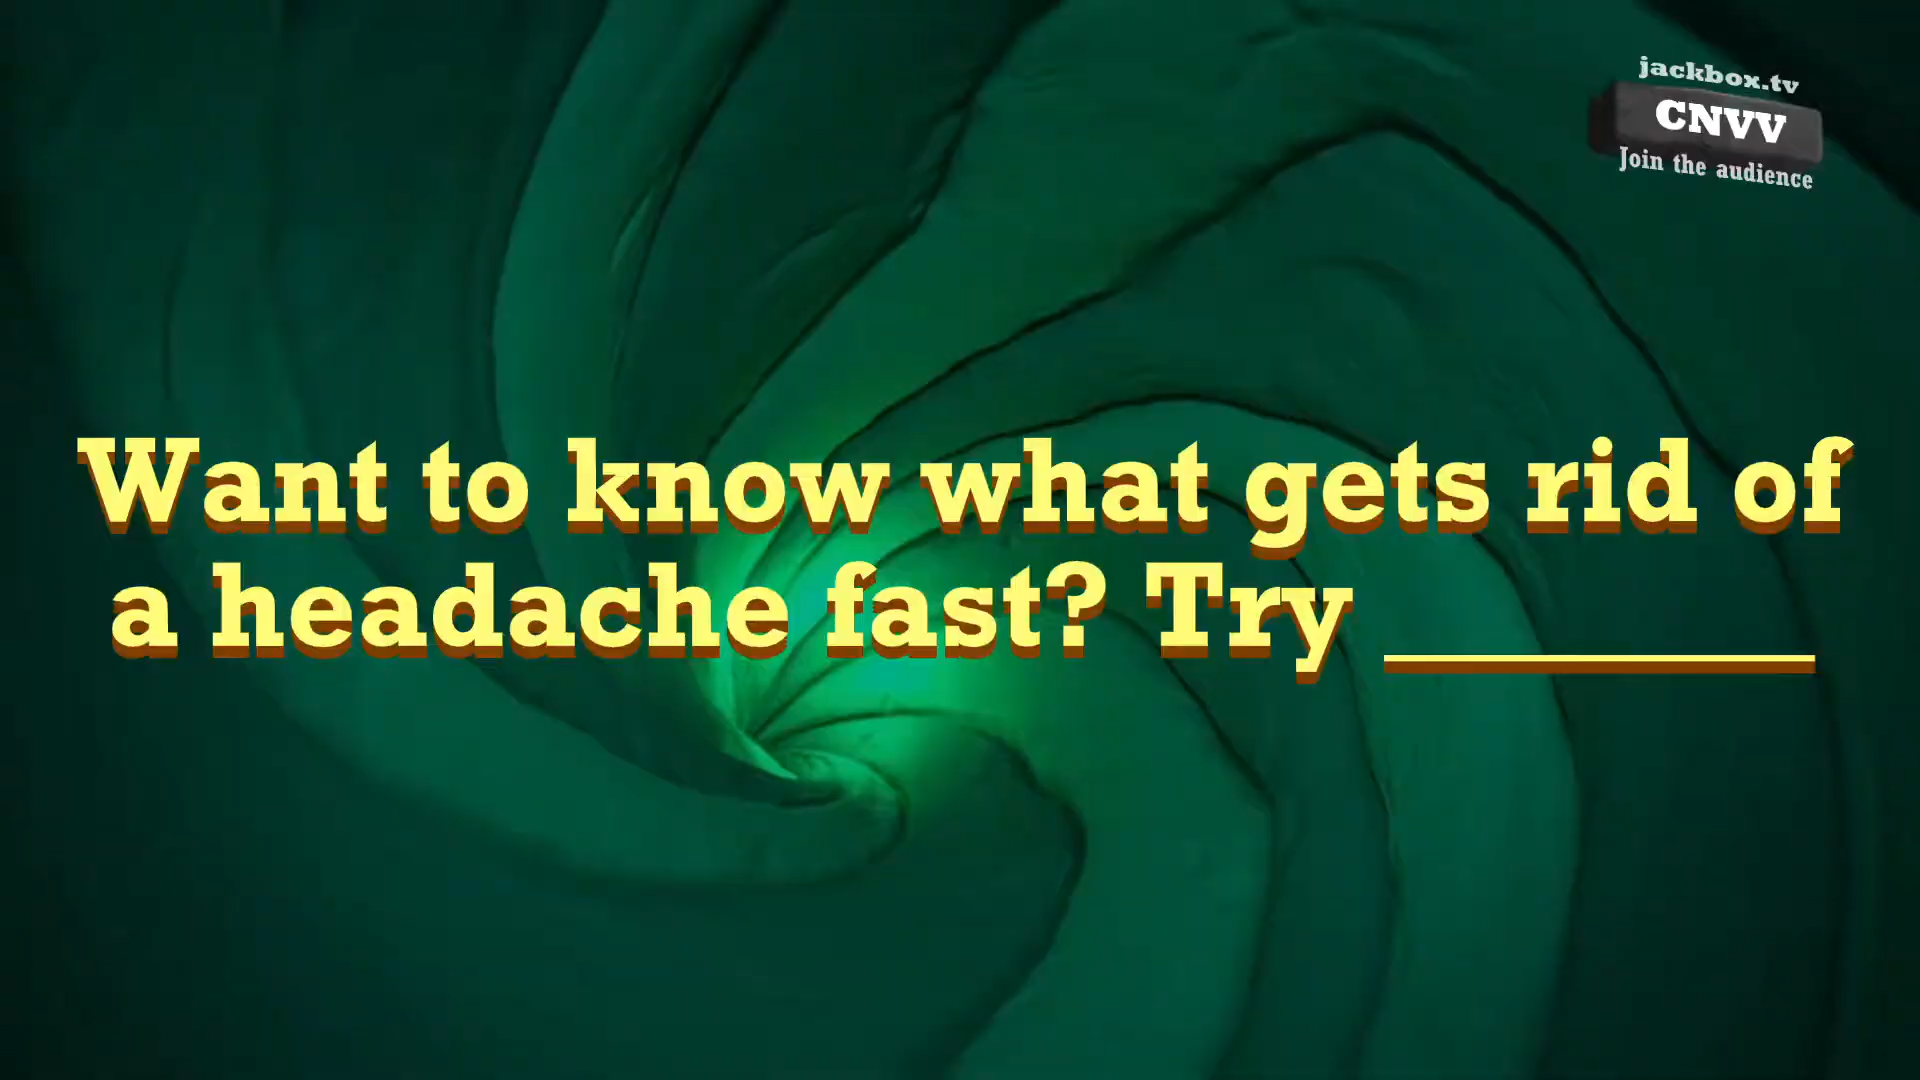 jackbox.tv
CNVV
Join the audience
Want to know what gets rid of
a headache fast? Try ________